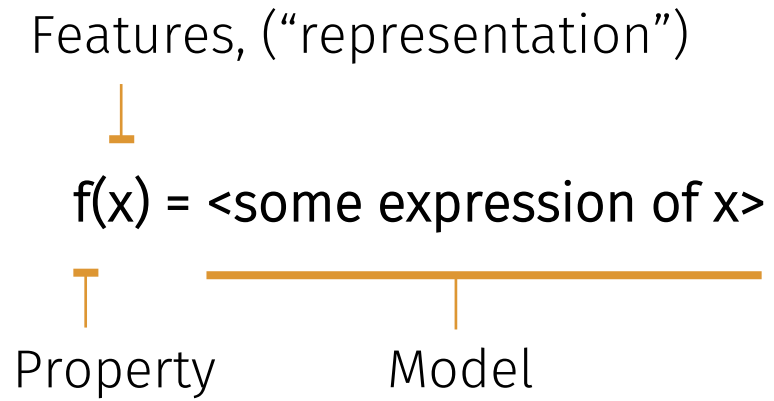 Features, (“representation”)
f(x) = <some expression of x>
Property
Model